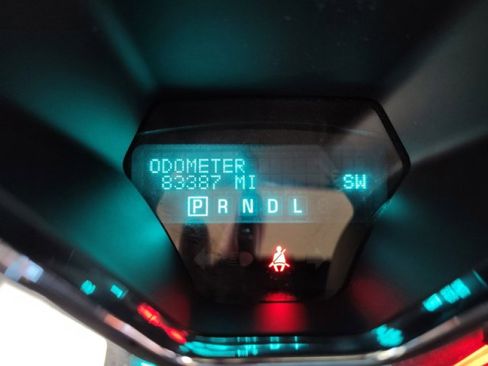 ODOMETER
83387 MI SW
P R N D L